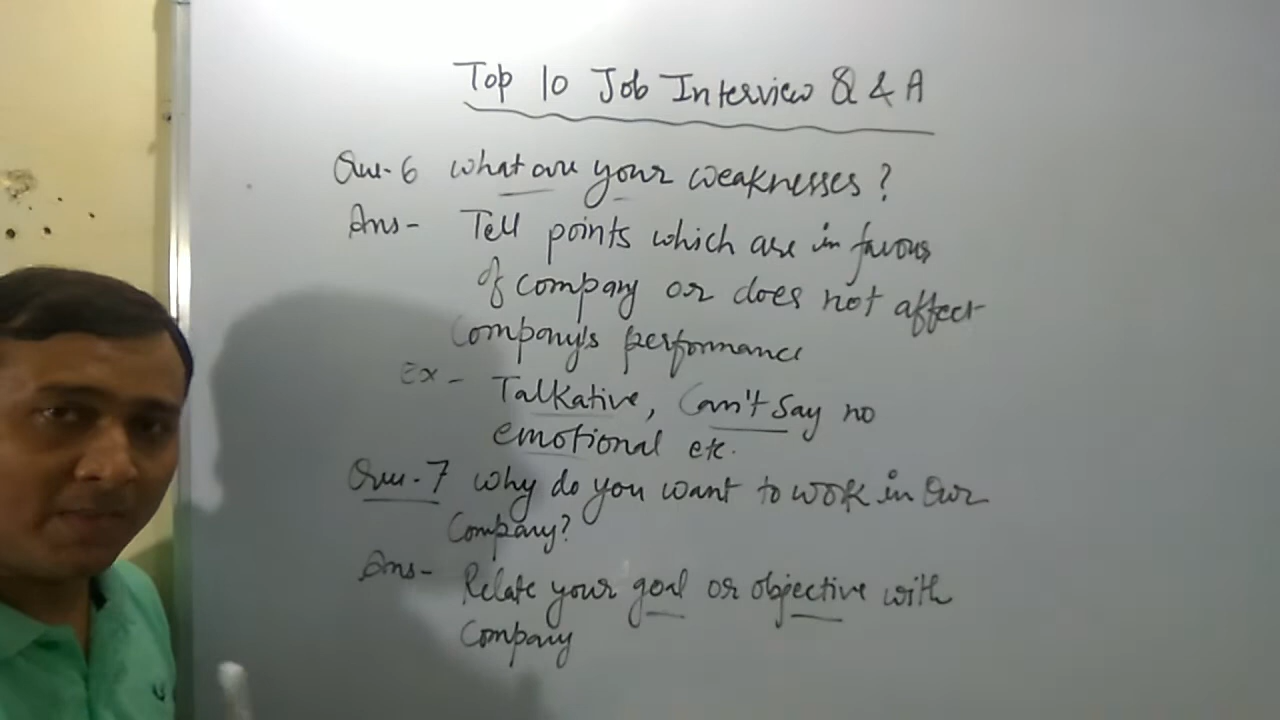 Top 10 Job Interview Q & A
Que-6 what are your weaknesses?
Ans- Tell points which are in favour
of company or does not affect
Company's performance
Ex- Talkative, Can't Say no
emotional etc.
Que-7 why do you want to work in our
Company?
Ans- Relate your goal or objective with
Company